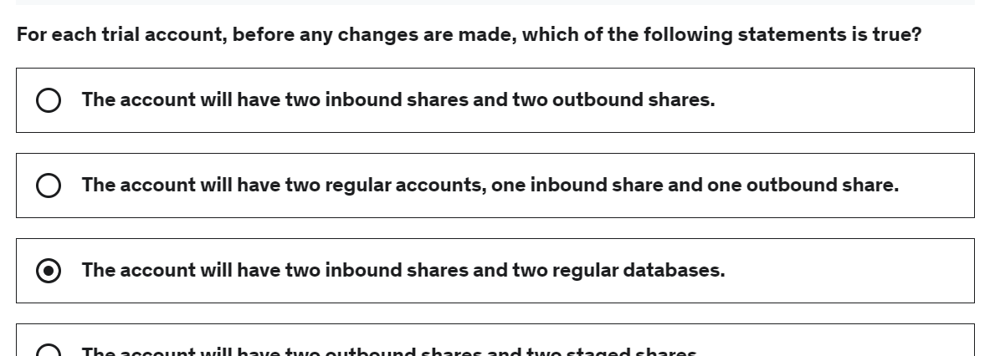 For each trial account, before any changes are made, which of the following statements is true?
The account will have two inbound shares and two outbound shares.
The account will have two regular accounts, one inbound share and one outbound share.
The account will have two inbound shares and two regular databases.
The account will have two outbound shares and two staged shares.